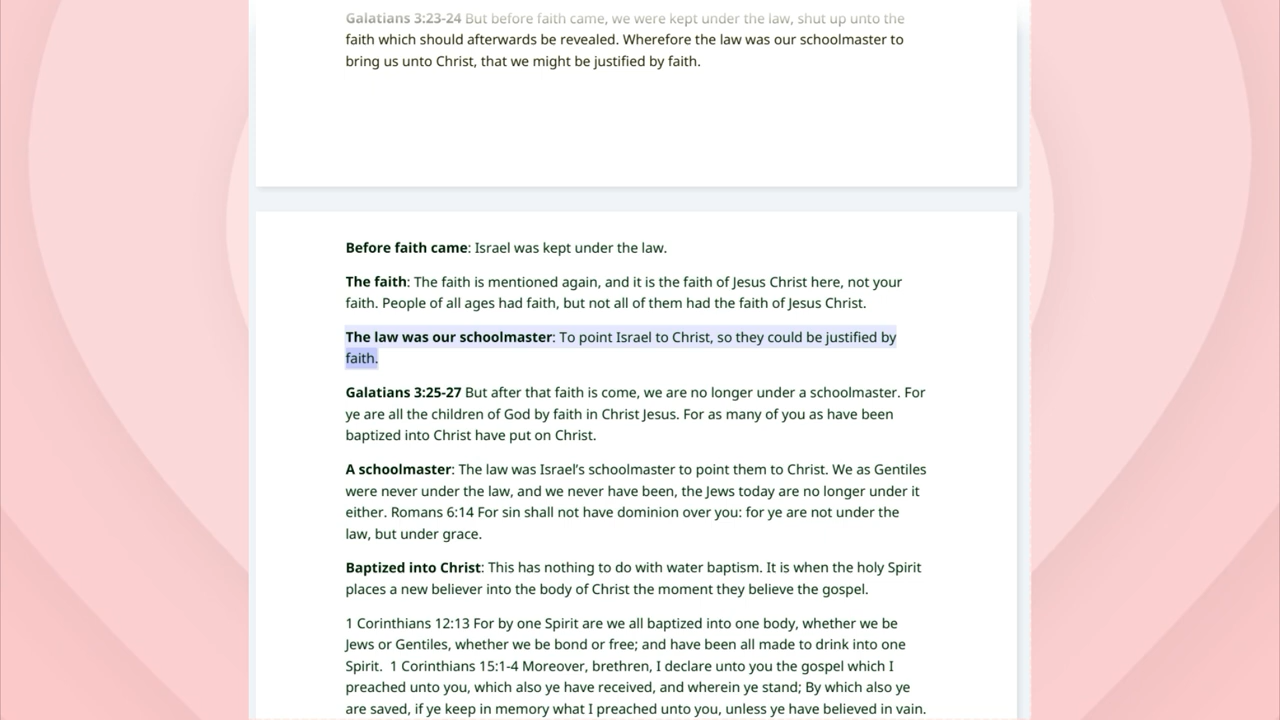 Galatians 3:23-24 But before faith came, we were kept under the law, shut up unto the
faith which should afterwards be revealed. Wherefore the law was our schoolmaster to
bring us unto Christ, that we might be justified by faith.
Before faith came: Israel was kept under the law.
The faith: The faith is mentioned again, and it is the faith of Jesus Christ here, not your
faith. People of all ages had faith, but not all of them had the faith of Jesus Christ.
The law was our schoolmaster: To point Israel to Christ, so they could be justified by
faith.
Galatians 3:25-27 But after that faith is come, we are no longer under a schoolmaster. For
ye are all the children of God by faith in Christ Jesus. For as many of you as have been
baptized into Christ have put on Christ.
A schoolmaster: The law was Israel’s schoolmaster to point them to Christ. We as Gentiles
were never under the law, and we never have been, the Jews today are no longer under it
either. Romans 6:14 For sin shall not have dominion over you: for ye are not under the
law, but under grace.
Baptized into Christ: This has nothing to do with water baptism. It is when the holy Spirit
places a new believer into the body of Christ the moment they believe the gospel.
1 Corinthians 12:13 For by one Spirit are we all baptized into one body, whether we be
Jews or Gentiles, whether we be bond or free; and have been all made to drink into one
Spirit.  1 Corinthians 15:1-4 Moreover, brethren, I declare unto you the gospel which I
preached unto you, which also ye have received, and wherein ye stand; By which also ye
are saved, if ye keep in memory what I preached unto you, unless ye have believed in vain.